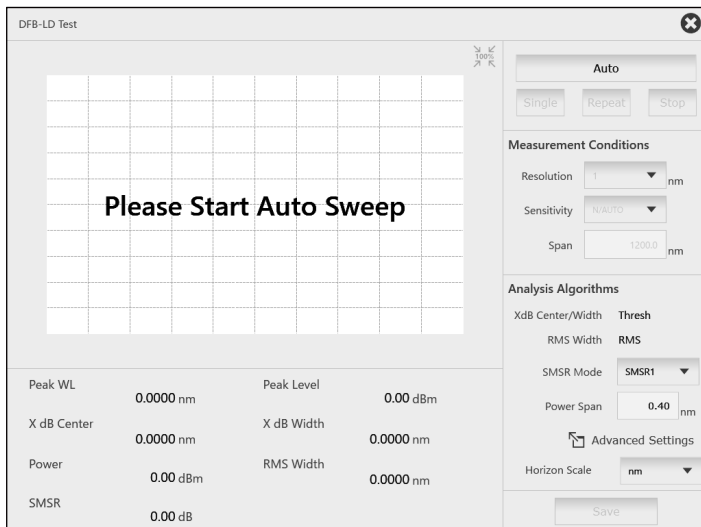 DFB-LD Test
100%
Please Start Auto Sweep
Auto
Single Repeat Stop
Measurement Conditions
Resolution 1 nm
Sensitivity N/AUTO
Span 1200.0 nm
Analysis Algorithms
XdB Center/Width Thresh
RMS Width RMS
SMSR Mode SMSR1
Power Span 0.40 nm
Advanced Settings
Horizon Scale nm
Save
Peak WL 0.0000 nm Peak Level 0.00 dBm
X dB Center 0.0000 nm X dB Width 0.0000 nm
Power 0.00 dBm RMS Width 0.0000 nm
SMSR 0.00 dB